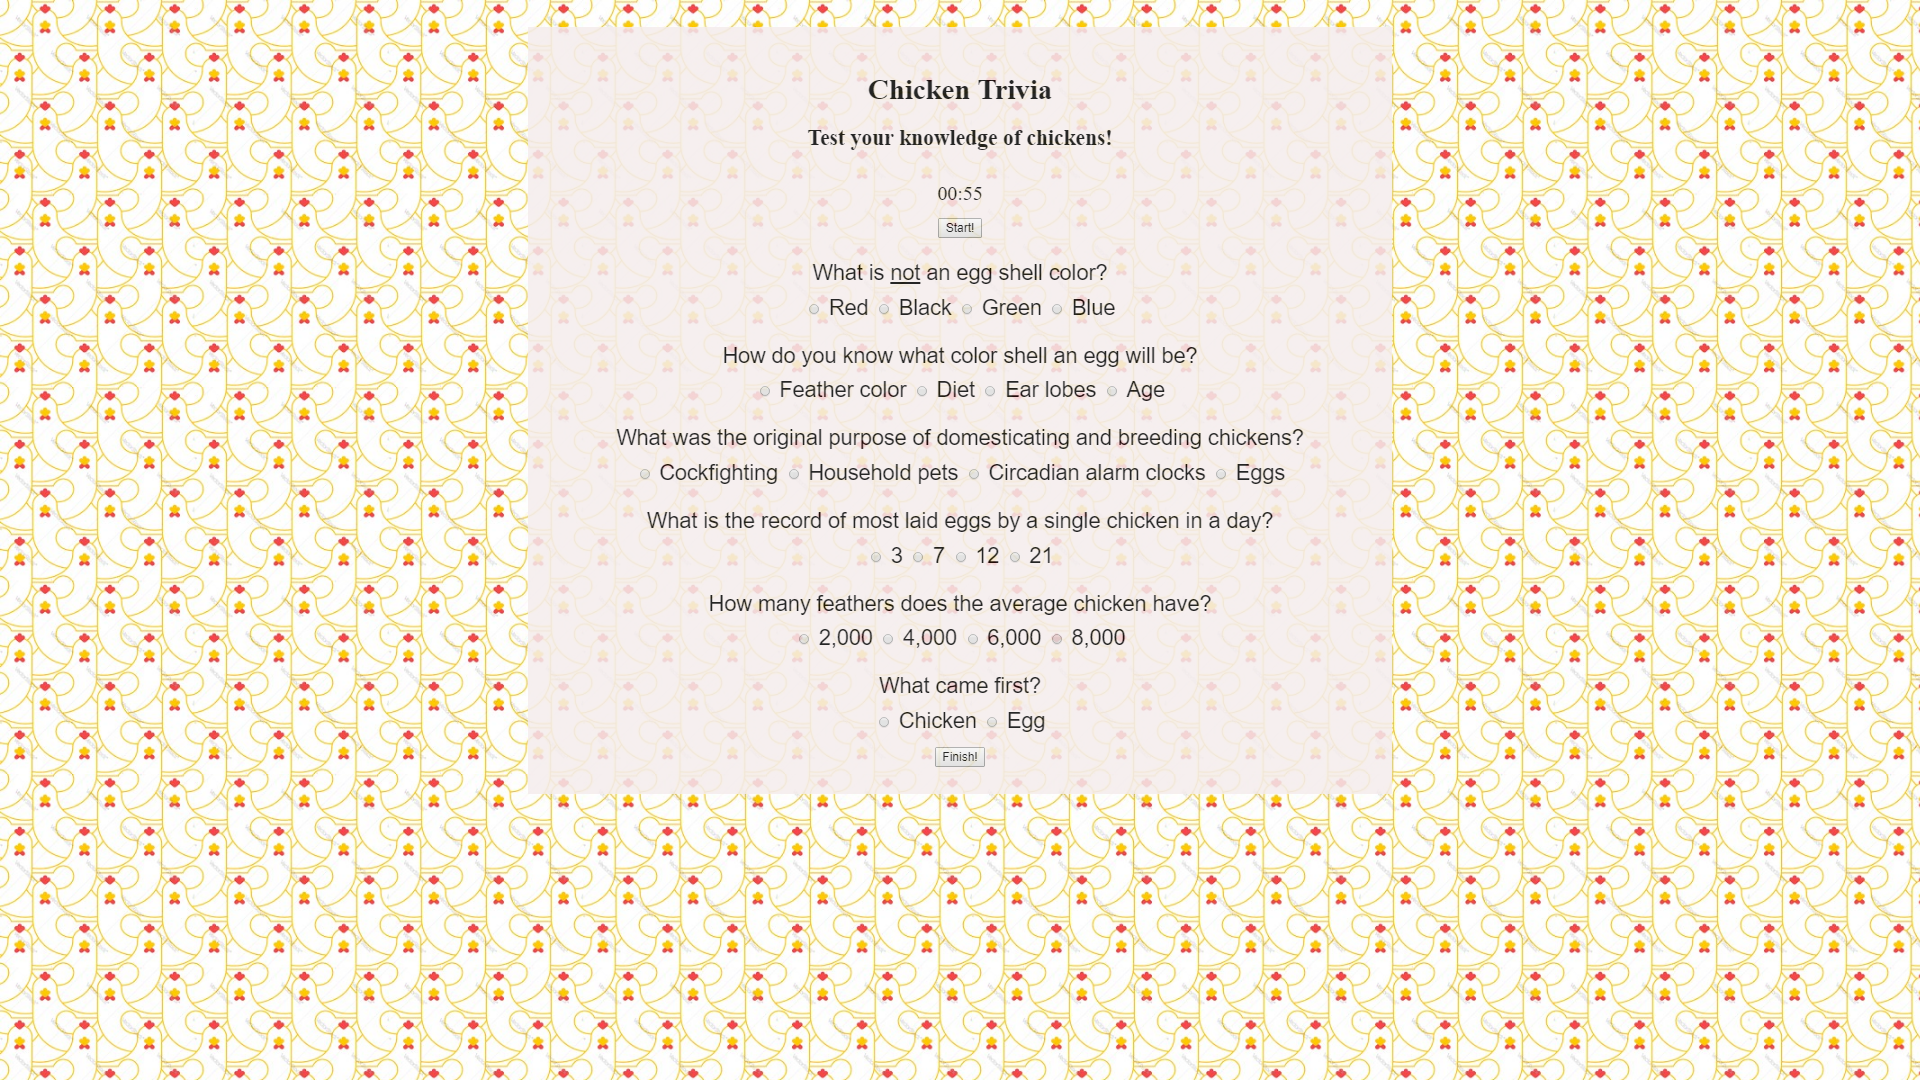 Chicken Trivia
Test your knowledge of chickens!
00:55
Start!
What is not an egg shell color?
Red Black Green Blue
How do you know what color shell an egg will be?
Feather color Diet Ear lobes Age
What was the original purpose of domesticating and breeding chickens?
Cockfighting Household pets Circadian alarm clocks Eggs
What is the record of most laid eggs by a single chicken in a day?
3 7 12 21
How many feathers does the average chicken have?
2,000 4,000 6,000 8,000
What came first?
Chicken Egg
Finish!